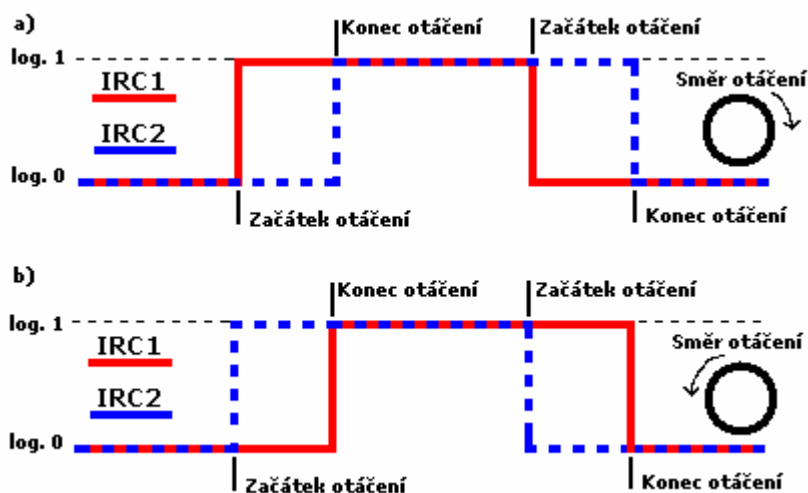 a)
Konec otáčení
Začátek otáčení
log. 1
IRC1
Směr otáčení
IRC2
log. 0
Začátek otáčení
Konec otáčení
b)
Konec otáčení
Začátek otáčení
log. 1
IRC1
Směr otáčení
IRC2
log. 0
Začátek otáčení
Konec otáčení